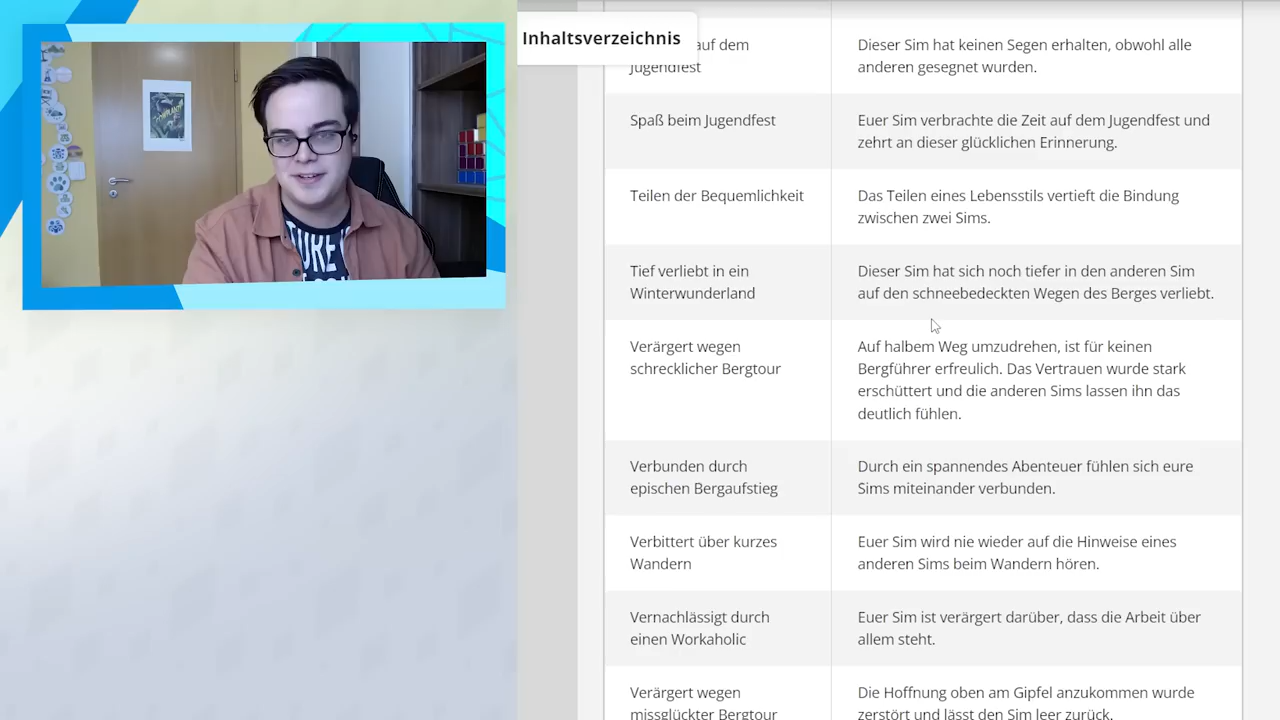 Inhaltsverzeichnis
auf dem
Jugendfest
Dieser Sim hat keinen Segen erhalten, obwohl alle
anderen gesegnet wurden.
Spaß beim Jugendfest
Euer Sim verbrachte die Zeit auf dem Jugendfest und
zehrt an dieser glücklichen Erinnerung.
Teilen der Bequemlichkeit
Das Teilen eines Lebensstils vertieft die Bindung
zwischen zwei Sims.
Tief verliebt in ein
Winterwunderland
Dieser Sim hat sich noch tiefer in den anderen Sim
auf den schneebedeckten Wegen des Berges verliebt.
Verärgert wegen
schrecklicher Bergtour
Auf halbem Weg umzudrehen, ist für keinen
Bergführer erfreulich. Das Vertrauen wurde stark
erschüttert und die anderen Sims lassen ihn das
deutlich fühlen.
Verbunden durch
epischen Bergaufstieg
Durch ein spannendes Abenteuer fühlen sich eure
Sims miteinander verbunden.
Verbittert über kurzes
Wandern
Euer Sim wird nie wieder auf die Hinweise eines
anderen Sims beim Wandern hören.
Vernachlässigt durch
einen Workaholic
Euer Sim ist verärgert darüber, dass die Arbeit über
allem steht.
Verärgert wegen
missglückter Bergtour
Die Hoffnung oben am Gipfel anzukommen wurde
zerstört und lässt den Sim leer zurück.